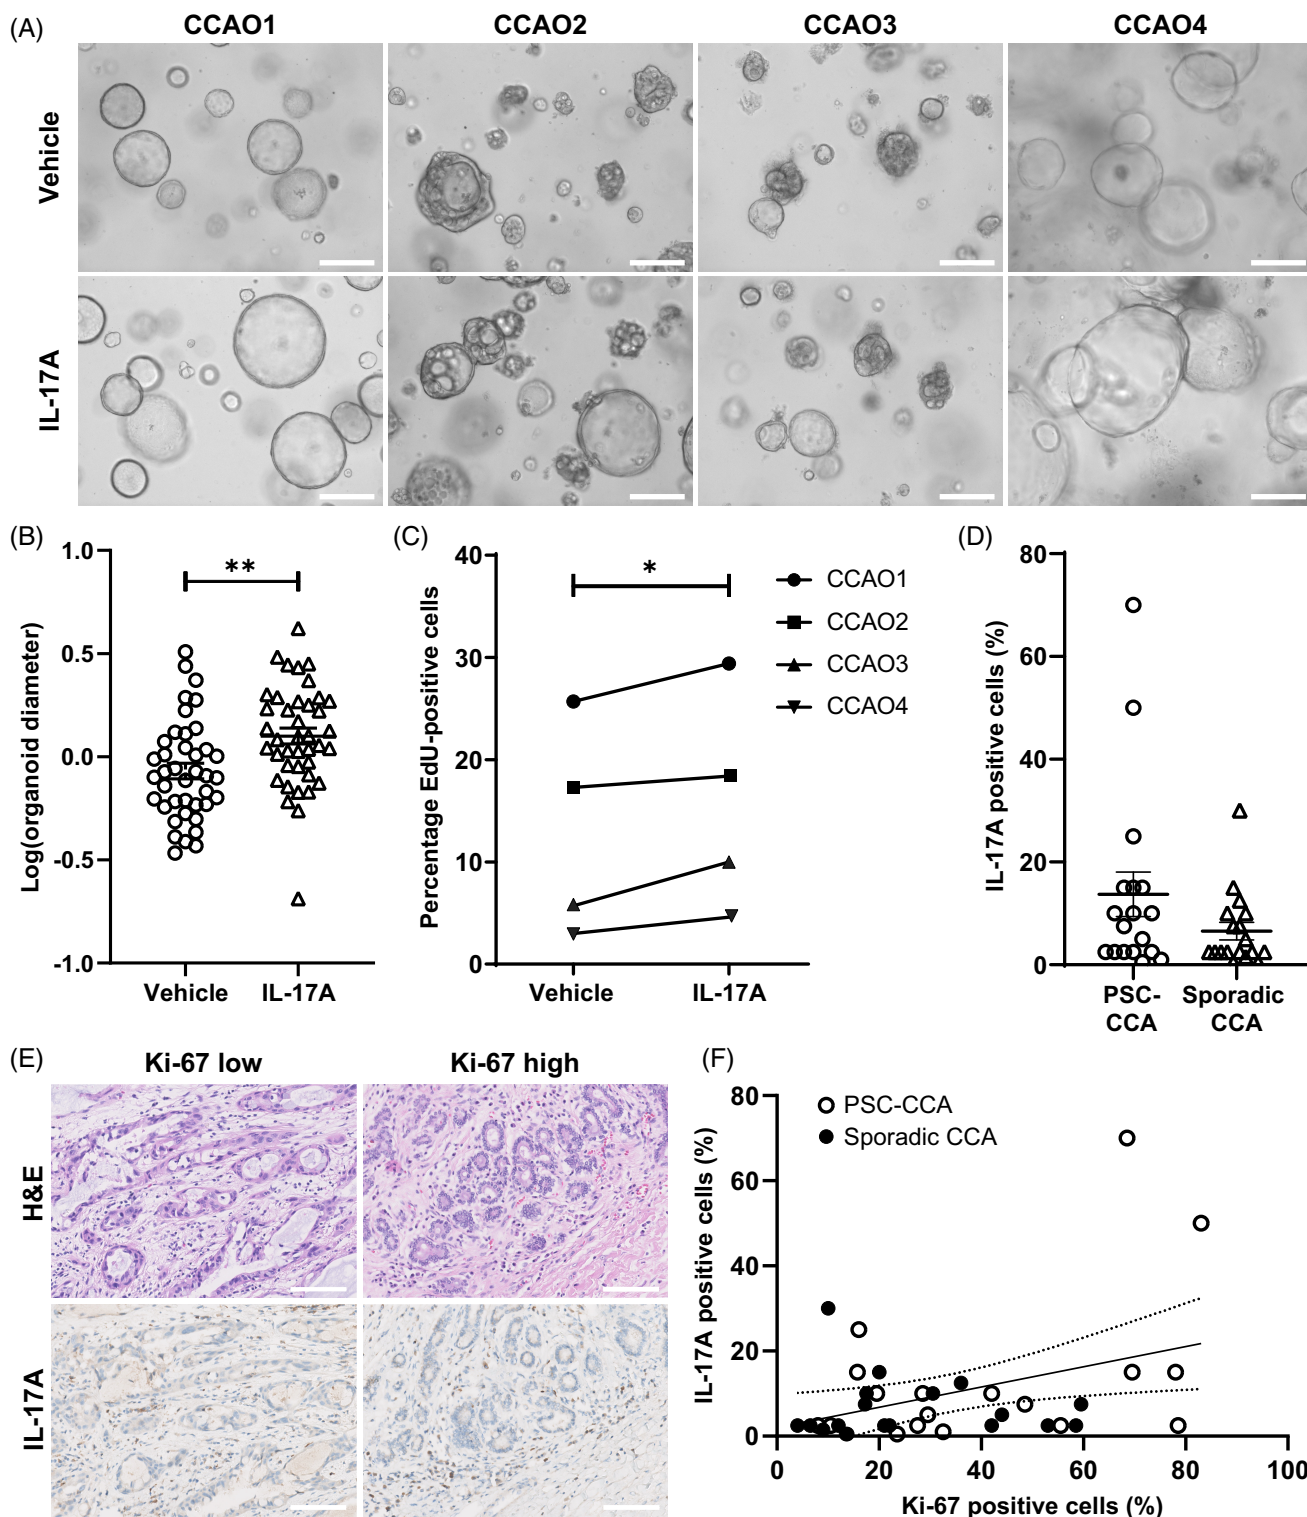 (A)
CCAO1 CCAO2 CCAO3 CCAO4
Vehicle
IL-17A
(B)
Log(organoid diameter)
1.0
0.5
0.0
-0.5
-1.0
**
Vehicle IL-17A
(C)
Percentage EdU-positive cells
40
30
20
10
0
*
Vehicle IL-17A
CCAO1
CCAO2
CCAO3
CCAO4
(D)
IL-17A positive cells (%)
80
60
40
20
0
PSC- Sporadic
CCA CCA
(E)
Ki-67 low Ki-67 high
H&E
IL-17A
(F)
IL-17A positive cells (%)
80
60
40
20
0
PSC-CCA
Sporadic CCA
0 20 40 60 80 100
Ki-67 positive cells (%)